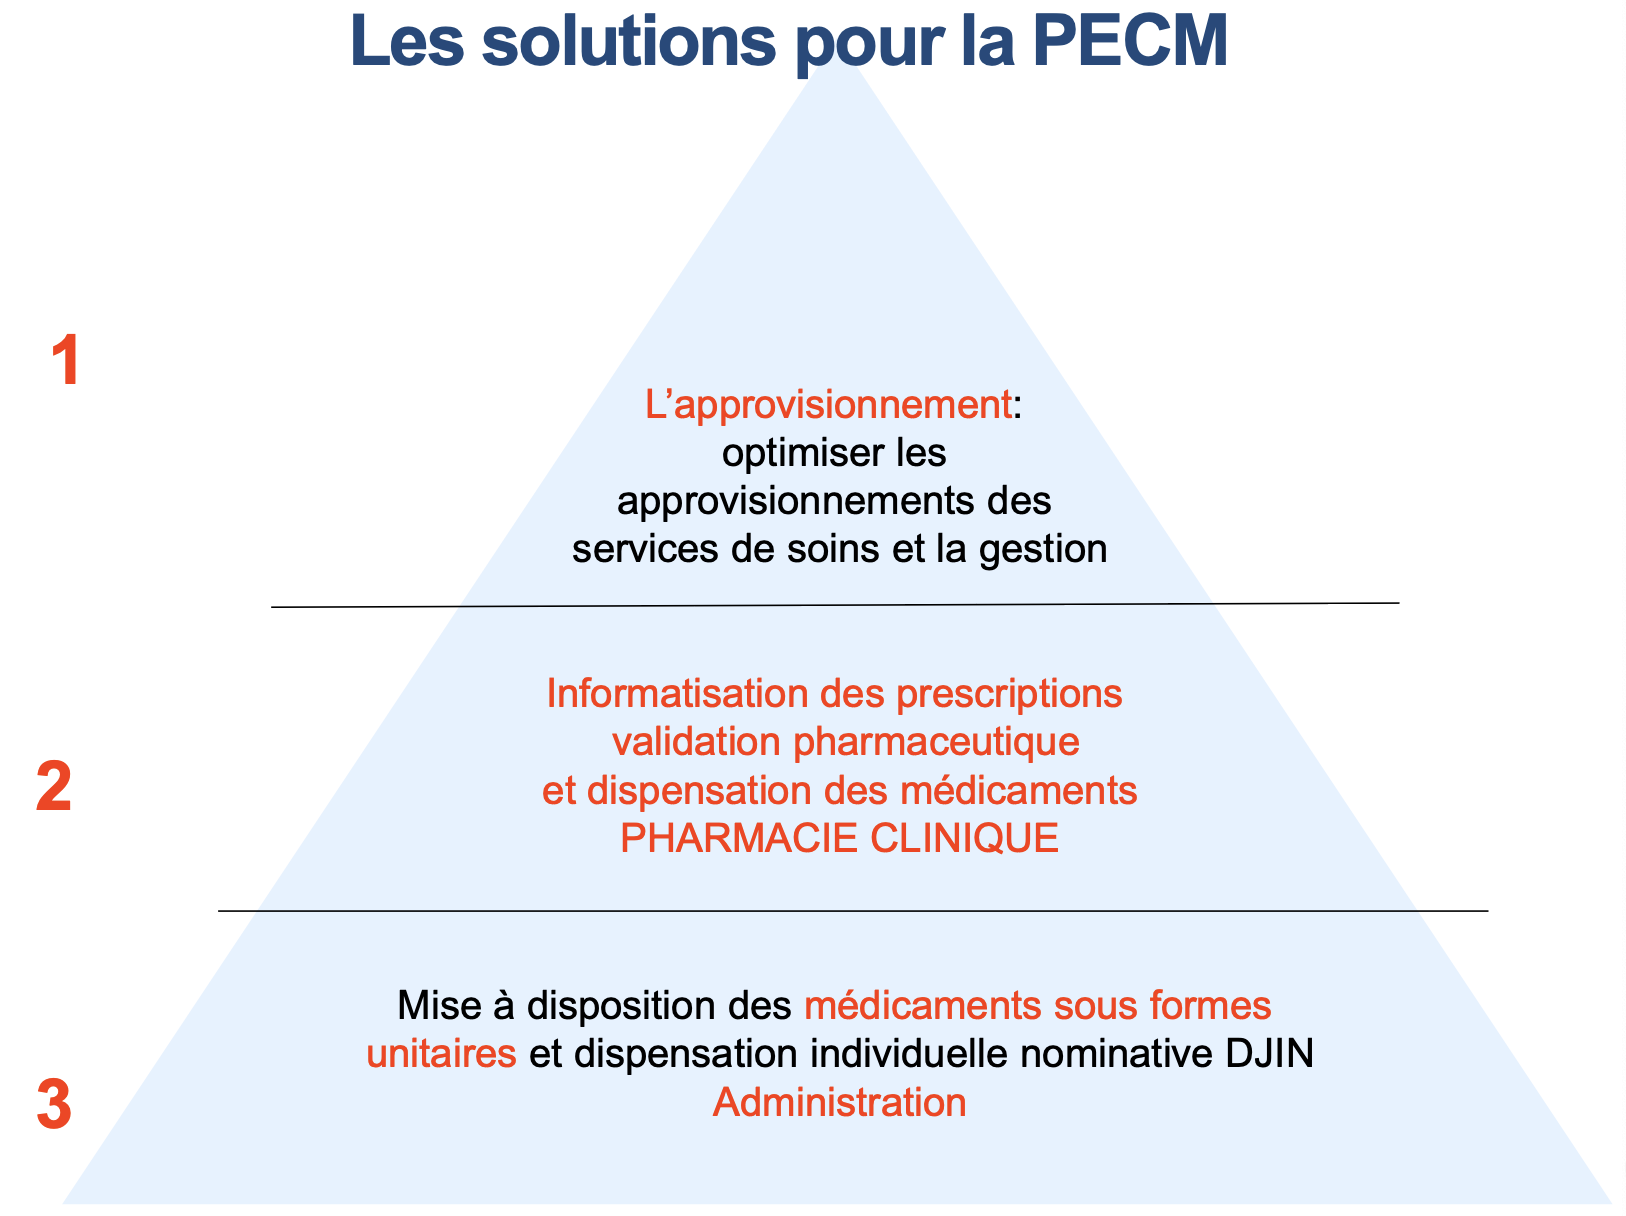 Les solutions pour la PECM
1
L’approvisionnement:
optimiser les
approvisionnements des
services de soins et la gestion
Informatisation des prescriptions
validation pharmaceutique
2
et dispensation des médicaments
PHARMACIE CLINIQUE
Mise à disposition des médicaments sous formes
unitaires et dispensation individuelle nominative DJIN
3
Administration